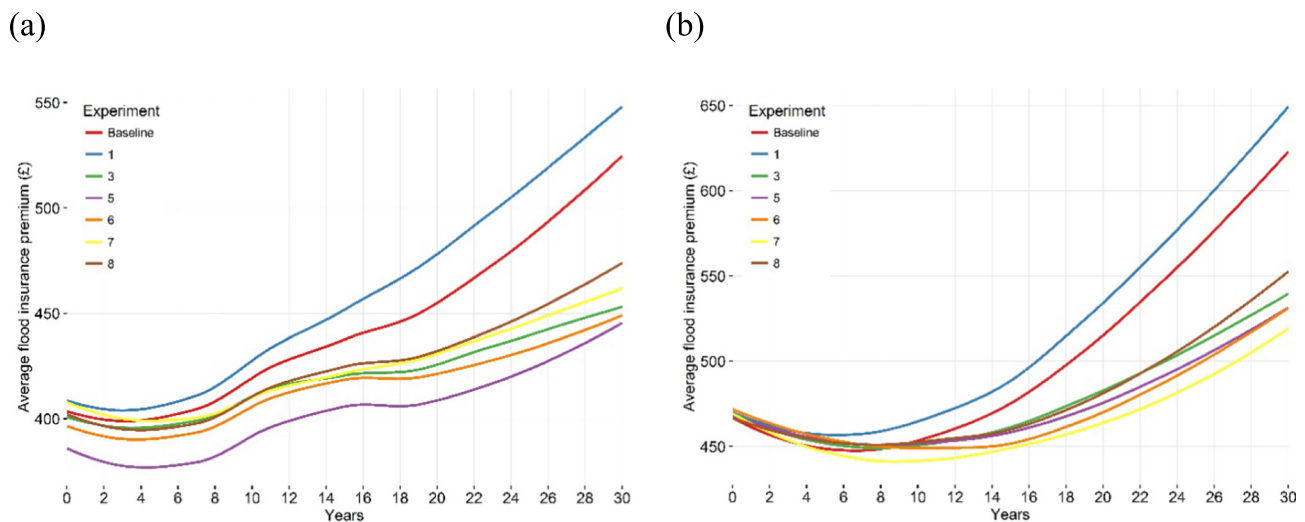 (a)
(b)
550
500
450
400
Average flood insurance premium (£)
Experiment
Baseline
1
3
5
6
7
8
0 2 4 6 8 10 12 14 16 18 20 22 24 26 28 30
Years
650
600
550
500
450
Average flood insurance premium (£)
Experiment
Baseline
1
3
5
6
7
8
0 2 4 6 8 10 12 14 16 18 20 22 24 26 28 30
Years